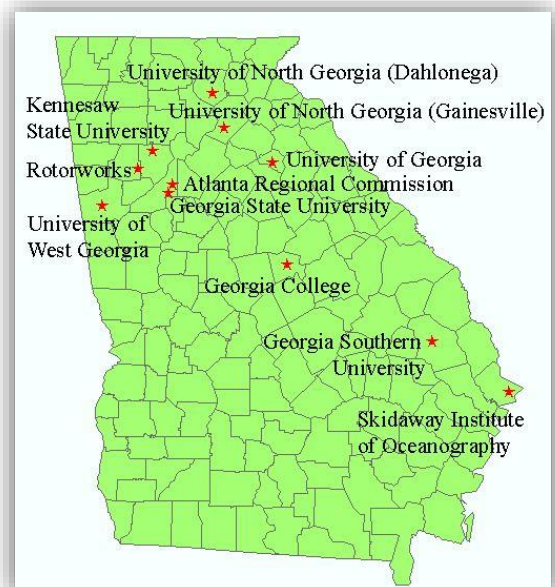 University of North Georgia (Dahlonega)
Kennesaw
State University
University of North Georgia (Gainesville)
Rotorworks
University of Georgia
Atlanta Regional Commission
Georgia State University
University of
West Georgia
Georgia College
Georgia Southern
University
Skidaway Institute
of Oceanography